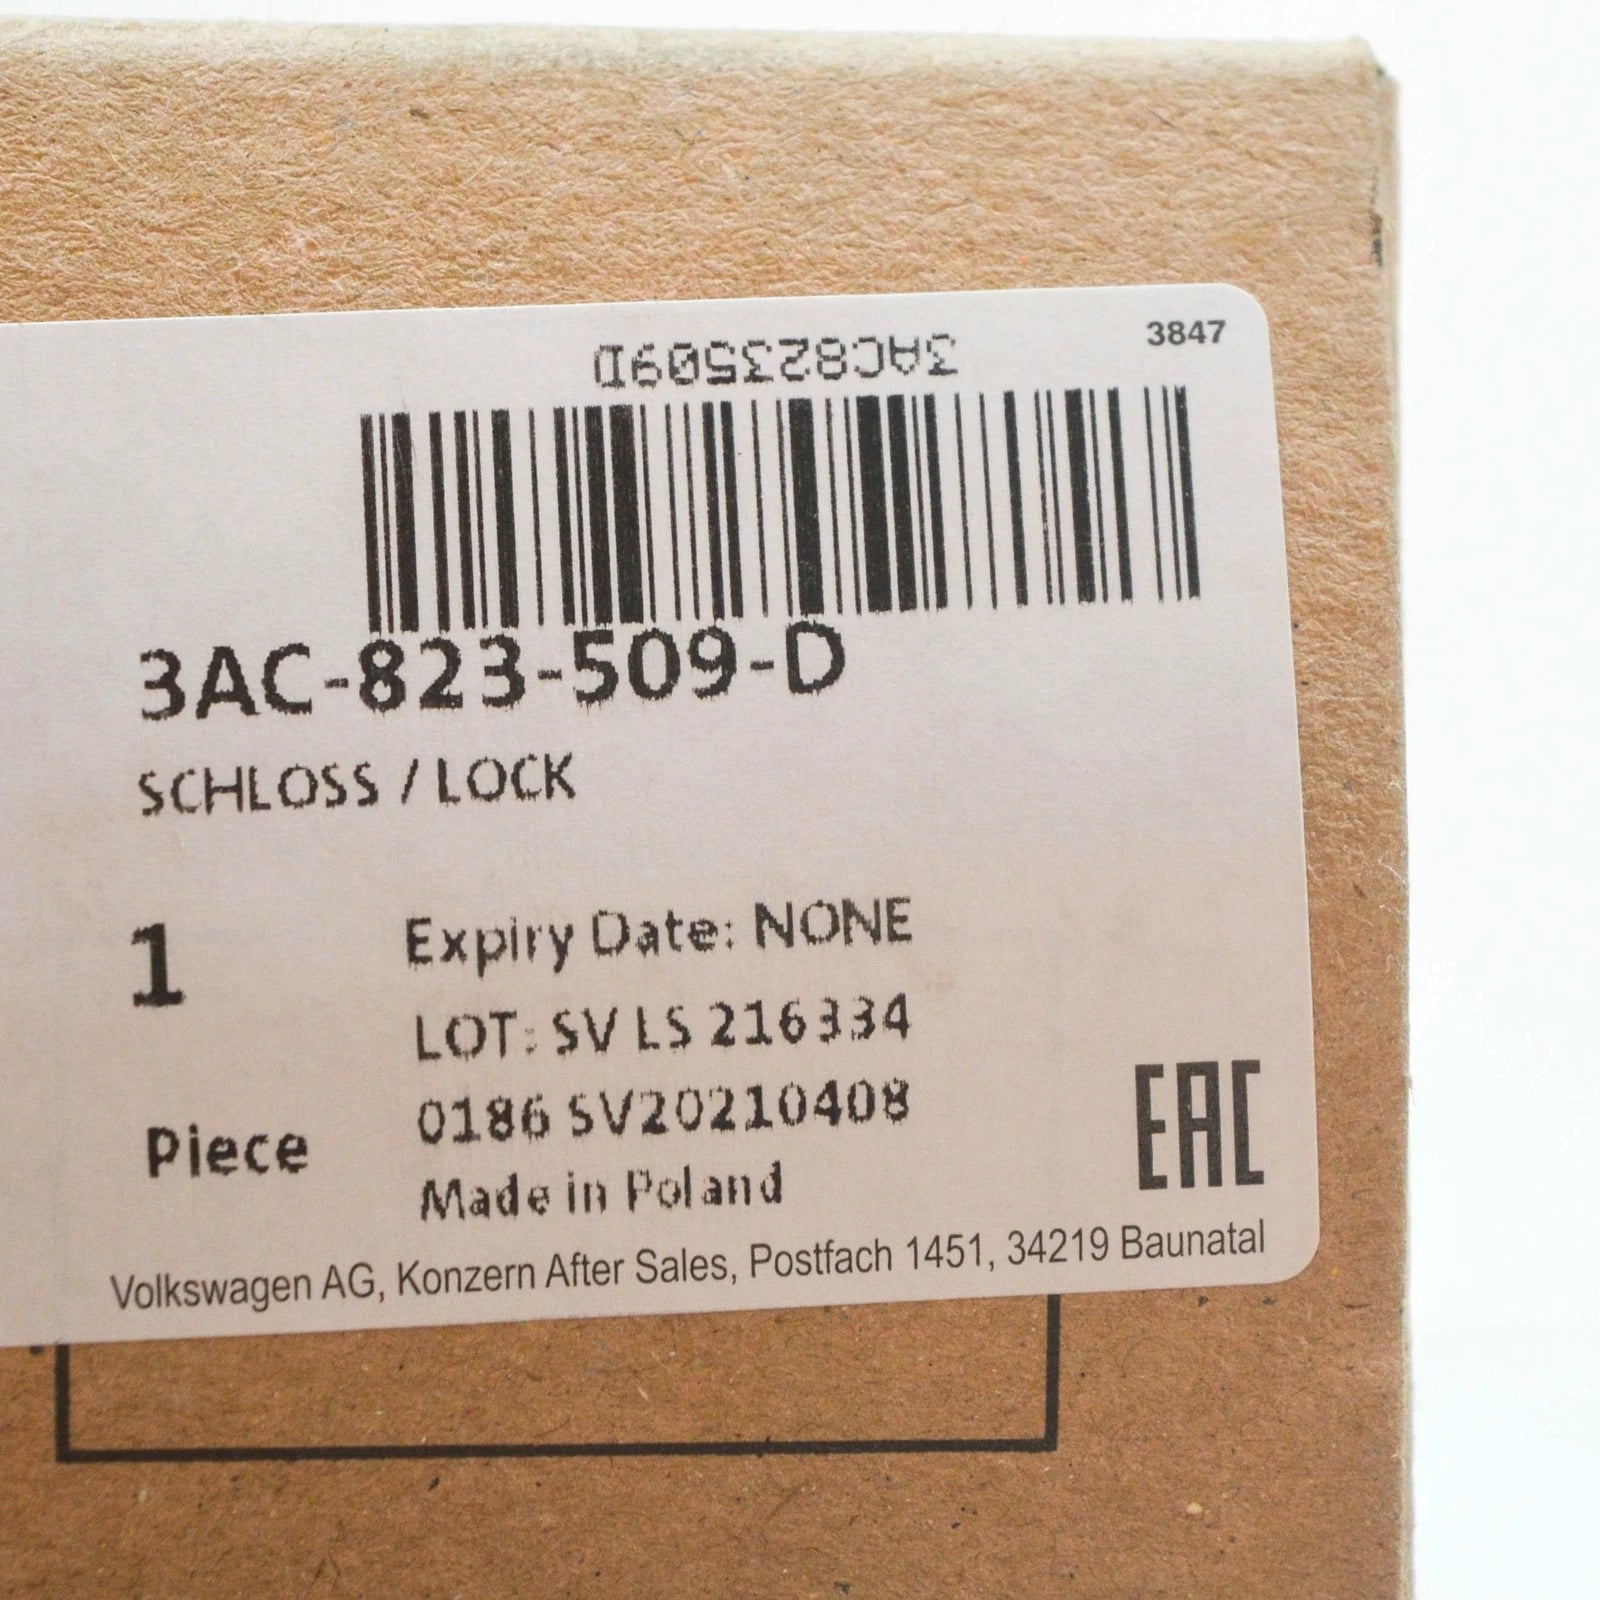 3847
3AC823509D
3AC-823-509-D
SCHLOSS / LOCK
1
Expiry Date: NONE
LOT: SV LS 216334
0186 SV20210408
Piece
Made in Poland
EAC
Volkswagen AG, Konzern After Sales, Postfach 1451, 34219 Baunatal